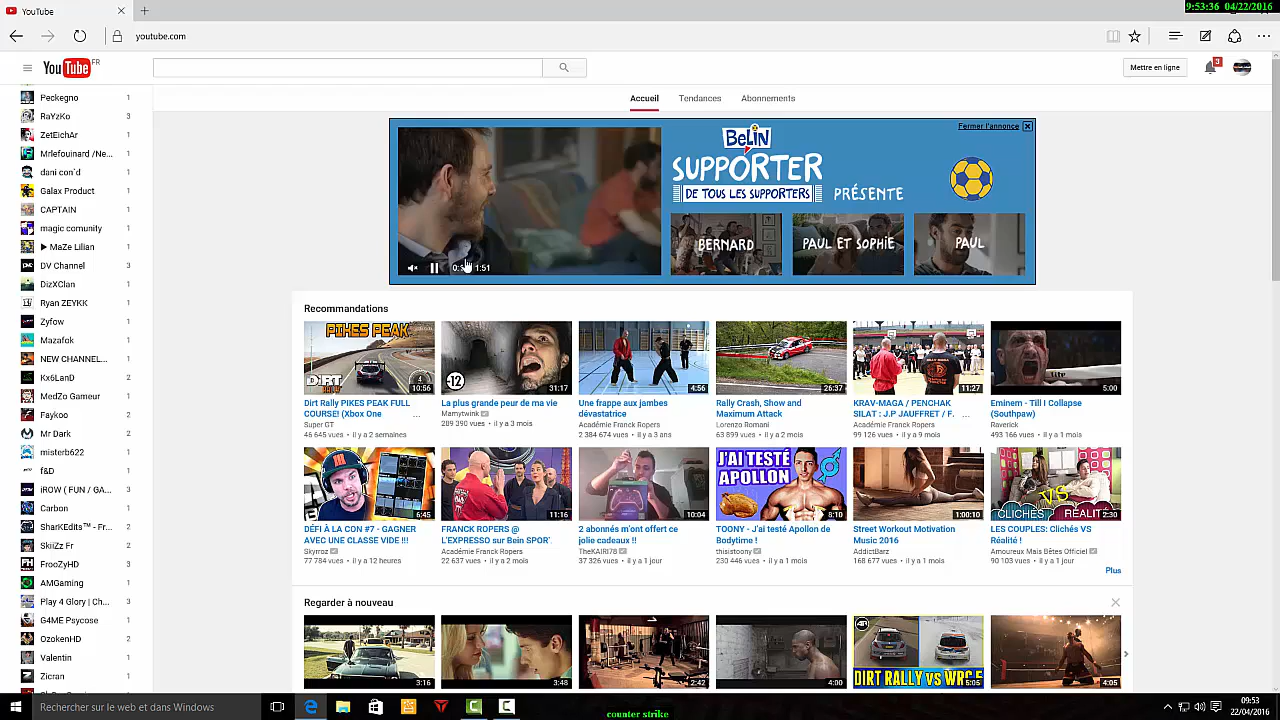 YouTube
9:53:36 04/22/2016
youtube.com
YouTube FR
Mettre en ligne
3
Accueil
Tendances
Abonnements
Peckegno 1
RaYzKo 3
ZetEichAr 1
Mrlefouinard /Ne... 1
dani con'd 1
Galax Product 1
CAPTAIN 1
magic comunity 1
▶ MaZe Lilian 1
DV Channel 3
DizXClan 1
Ryan ZEYKK 1
Zyfow 1
Mazafok 1
NEW CHANNEL... 1
Kx6LanD 2
MedZo Gameur 1
Faykoo 2
Mr Dark 2
misterb622 1
f&D 1
iROW ( FUN / GA... 1
Carbon 1
SharKEdits™ - Fr... 1
SkiiZz Fr 2
FrooZyHD 3
AMGaming 1
Play 4 Glory | Ch... 3
G4ME Psycose 1
OzokenHD 2
Valentin 1
Zicran 1
Fermer l'annonce
BELIN
SUPPORTER
DE TOUS LES SUPPORTERS
PRÉSENTE
BERNARD
PAUL ET SOPHIE
PAUL
1:51
Recommandations
PIKES PEAK
DIRT
10:56
-12
31:17
4:56
26:37
11:27
5:00
Dirt Rally PIKES PEAK FULL
COURSE! (Xbox One ...
Super GT
46 645 vues • il y a 2 semaines
La plus grande peur de ma vie
Mamytwink
289 390 vues • il y a 3 mois
Une frappe aux jambes
dévastatrice
Académie Franck Ropers
2 384 674 vues • il y a 3 ans
Rally Crash, Show and
Maximum Attack
Lorenzo Romani
63 899 vues • il y a 2 mois
KRAV-MAGA / PENCHAK
SILAT : J.P JAUFFRET / F. ...
Académie Franck Ropers
99 126 vues • il y a 9 mois
Eminem - Till I Collapse
(Southpaw)
Raverick
493 166 vues • il y a 1 mois
6:45
11:16
10:04
J'AI TESTÉ
APOLLON
8:10
1:00:10
CLICHÉS VS RÉALITÉ
2:30
DÉFI À LA CON #7 - GAGNER
AVEC UNE CLASSE VIDE !!!
Skyrroz
77 784 vues • il y a 12 heures
FRANCK ROPERS @
L'EXPRESSO sur Bein SPOR'.
Académie Franck Ropers
22 637 vues • il y a 2 mois
2 abonnés m'ont offert ce
jolie cadeaux !!
TheKAIRI78
37 326 vues • il y a 1 jour
TOONY - J'ai testé Apollon de
Bodytime !
thisistoony
230 446 vues • il y a 1 mois
Street Workout Motivation
Music 2016
AddictBarz
168 677 vues • il y a 1 mois
LES COUPLES: Clichés VS
Réalité !
Amoureux Mais Bêtes Officiel
90 103 vues • il y a 1 jour
Plus
Regarder à nouveau
3:16
3:48
2:42
4:00
DIRT RALLY vs WRC 5
5:05
4:05
Rechercher sur le web et dans Windows
counter strike
09:53
22/04/2016